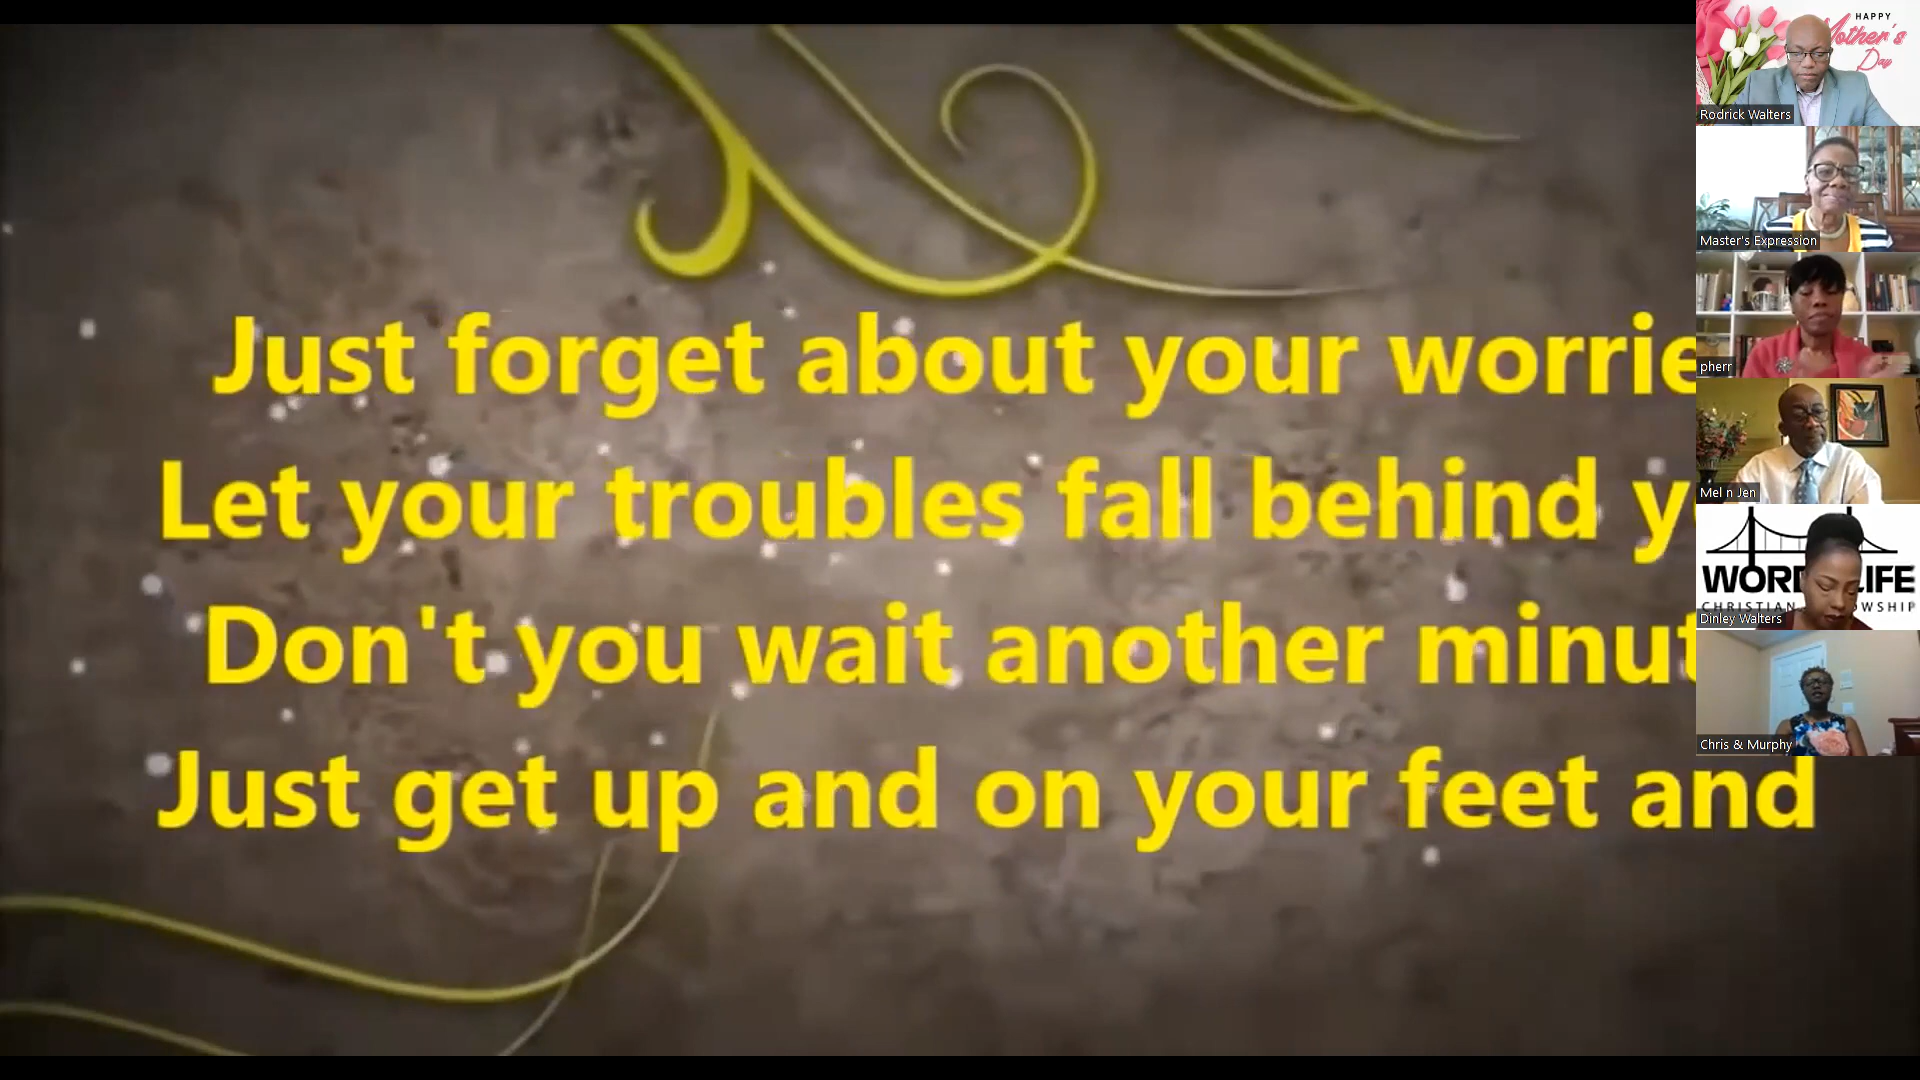 Just forget about your worrie
Let your troubles fall behind y
Don't you wait another minut
Just get up and on your feet and
HAPPY
Mother's
Day
Rodrick Walters
Master's Expression
pherr
Mel n Jen
WORD LIFE
CHRISTIAN
Dinley Walters
Chris & Murphy